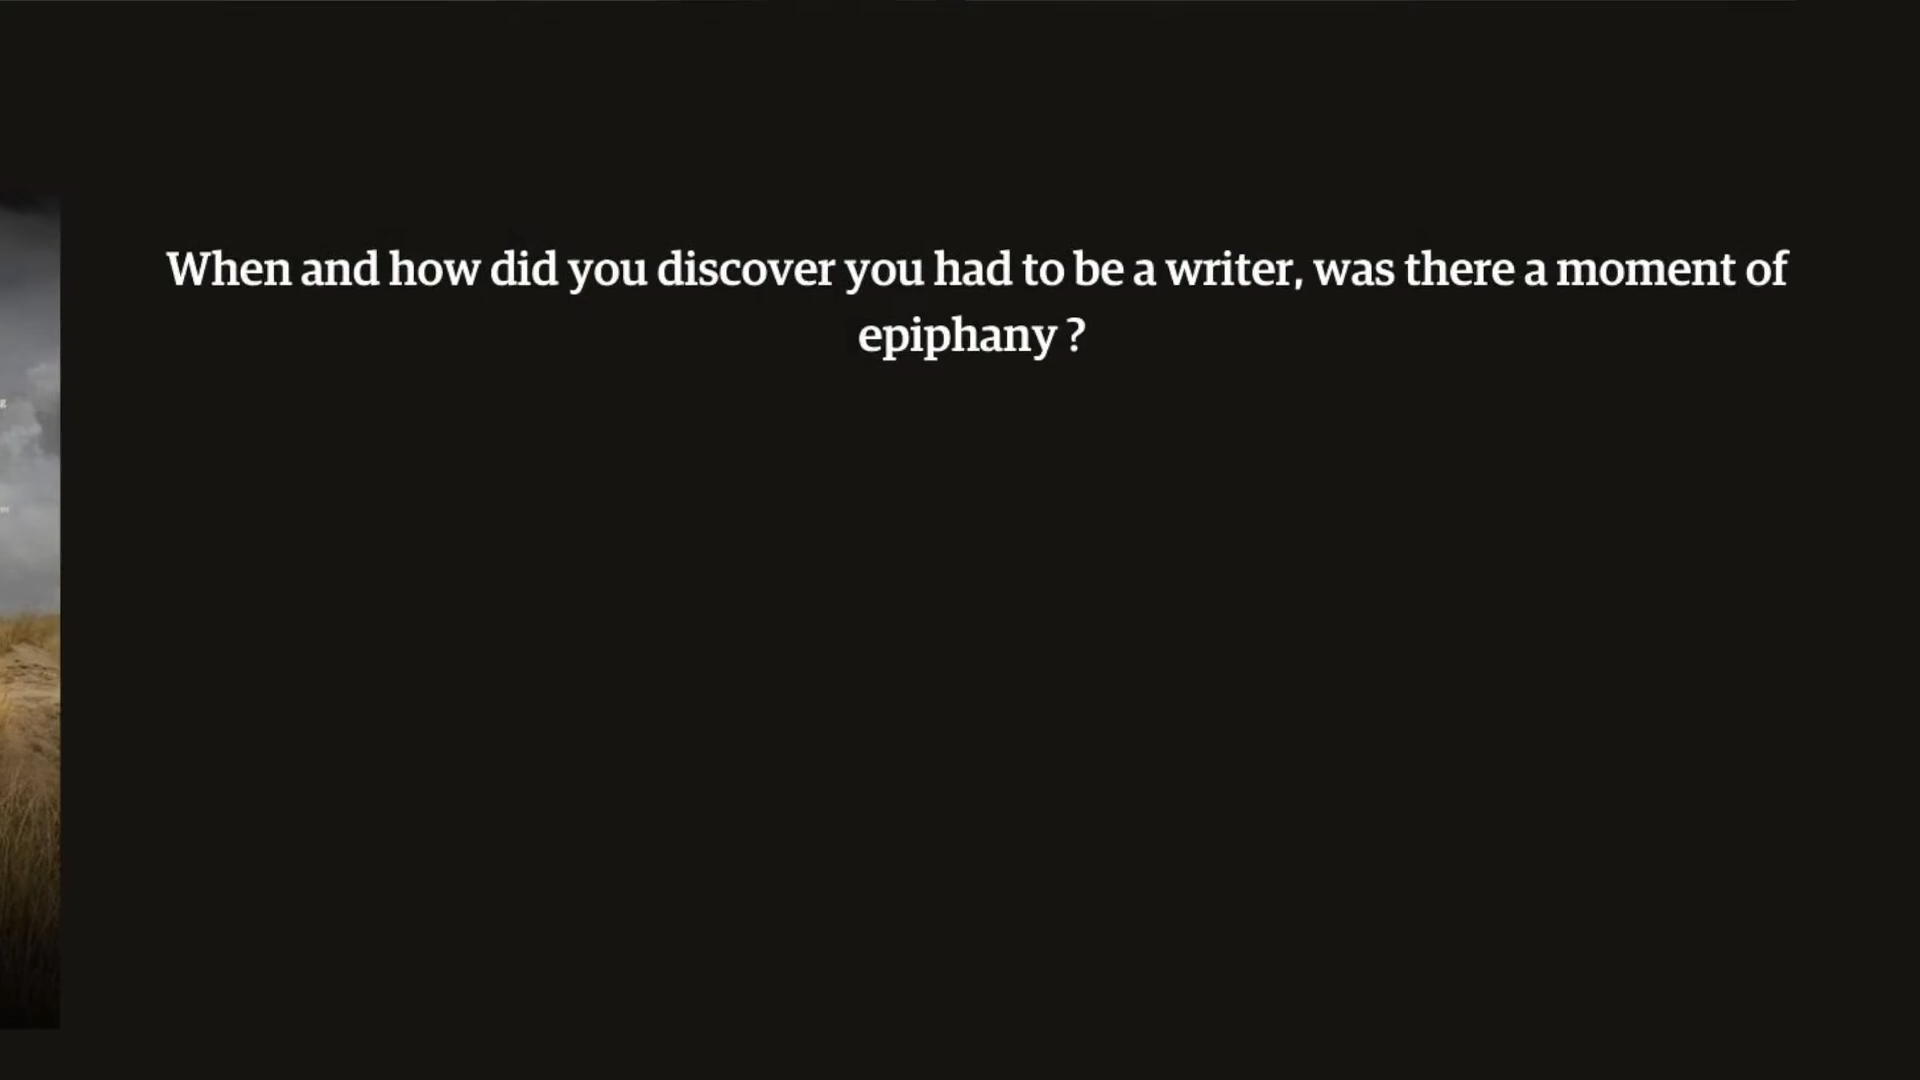 When and how did you discover you had to be a writer, was there a moment of
epiphany ?